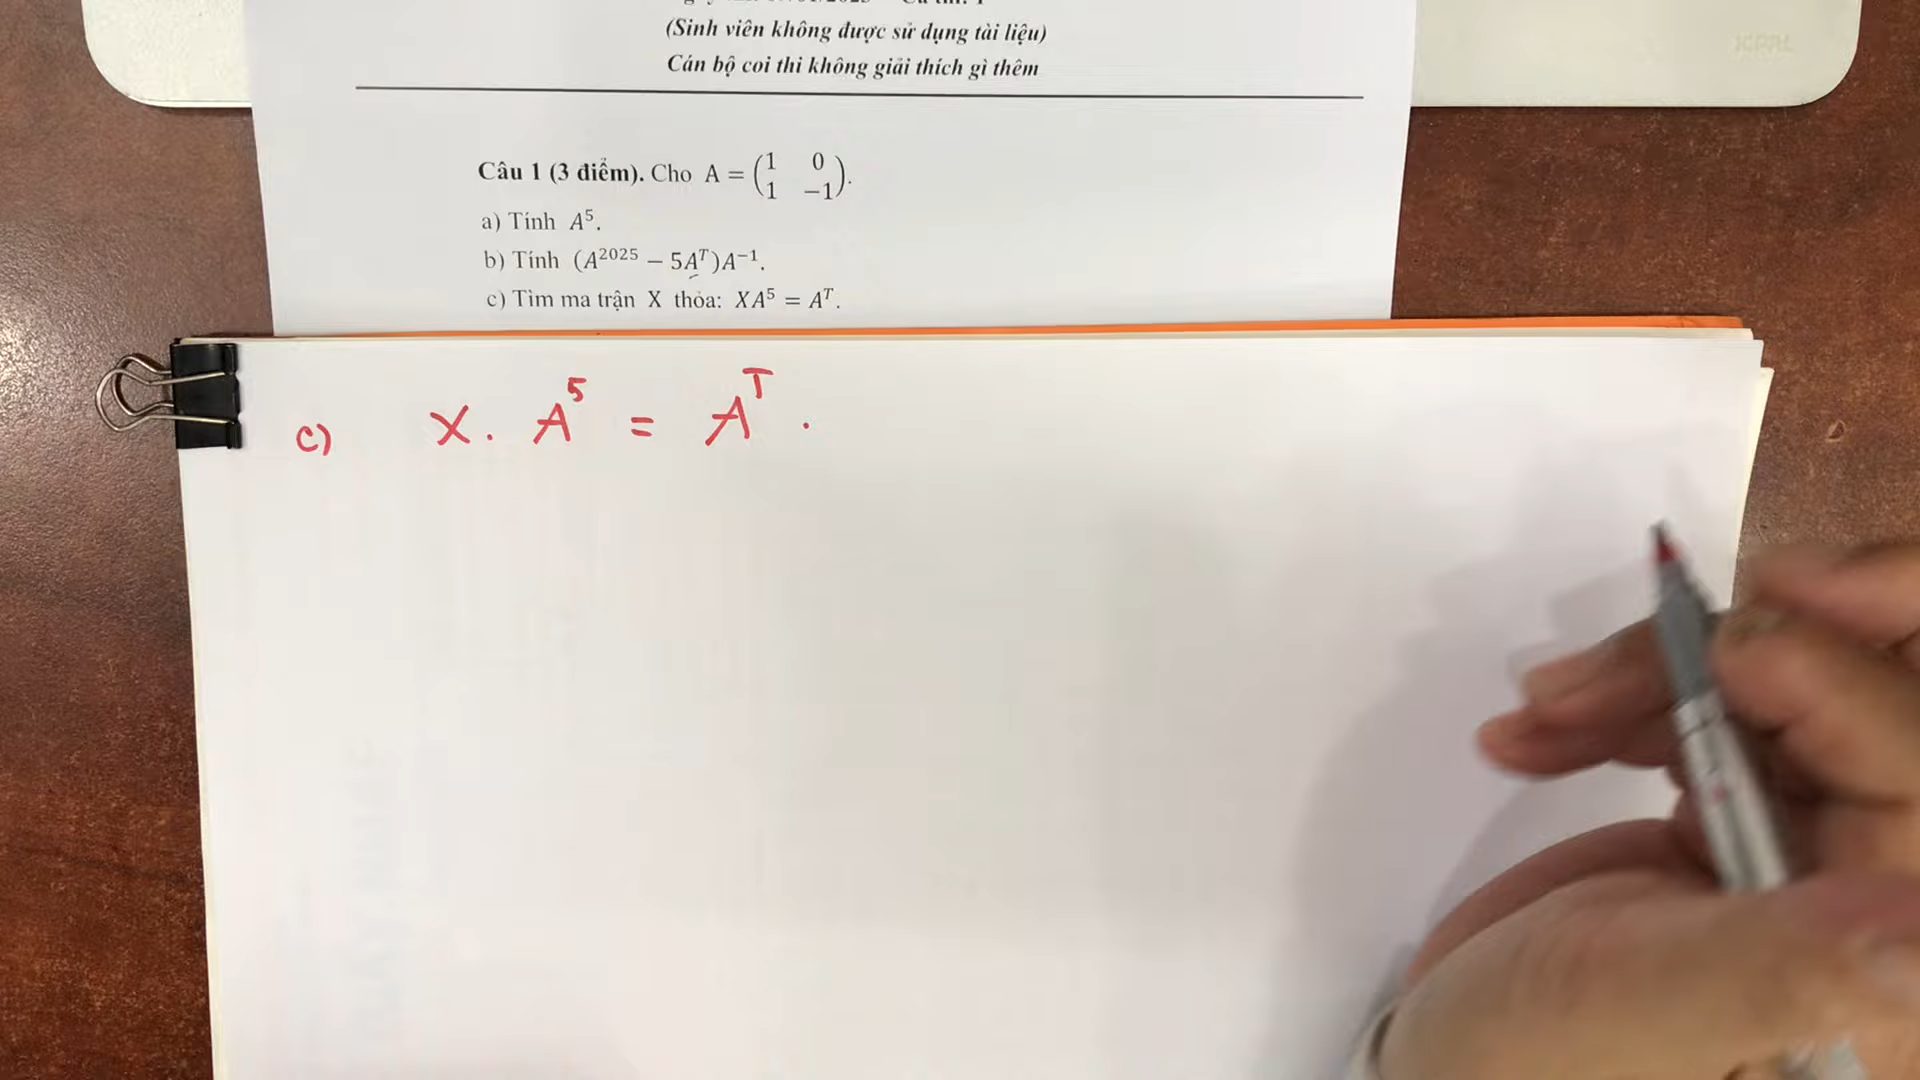 (Sinh viên không được sử dụng tài liệu)
Cán bộ coi thi không giải thích gì thêm
Câu 1 (3 điểm). Cho A = (1 0
1 −1).
a) Tính A⁵.
b) Tính (A²⁰²⁵ − 5Aᵀ)A⁻¹.
c) Tìm ma trận X thỏa: XA⁵ = Aᵀ.
c) X . A⁵ = Aᵀ .